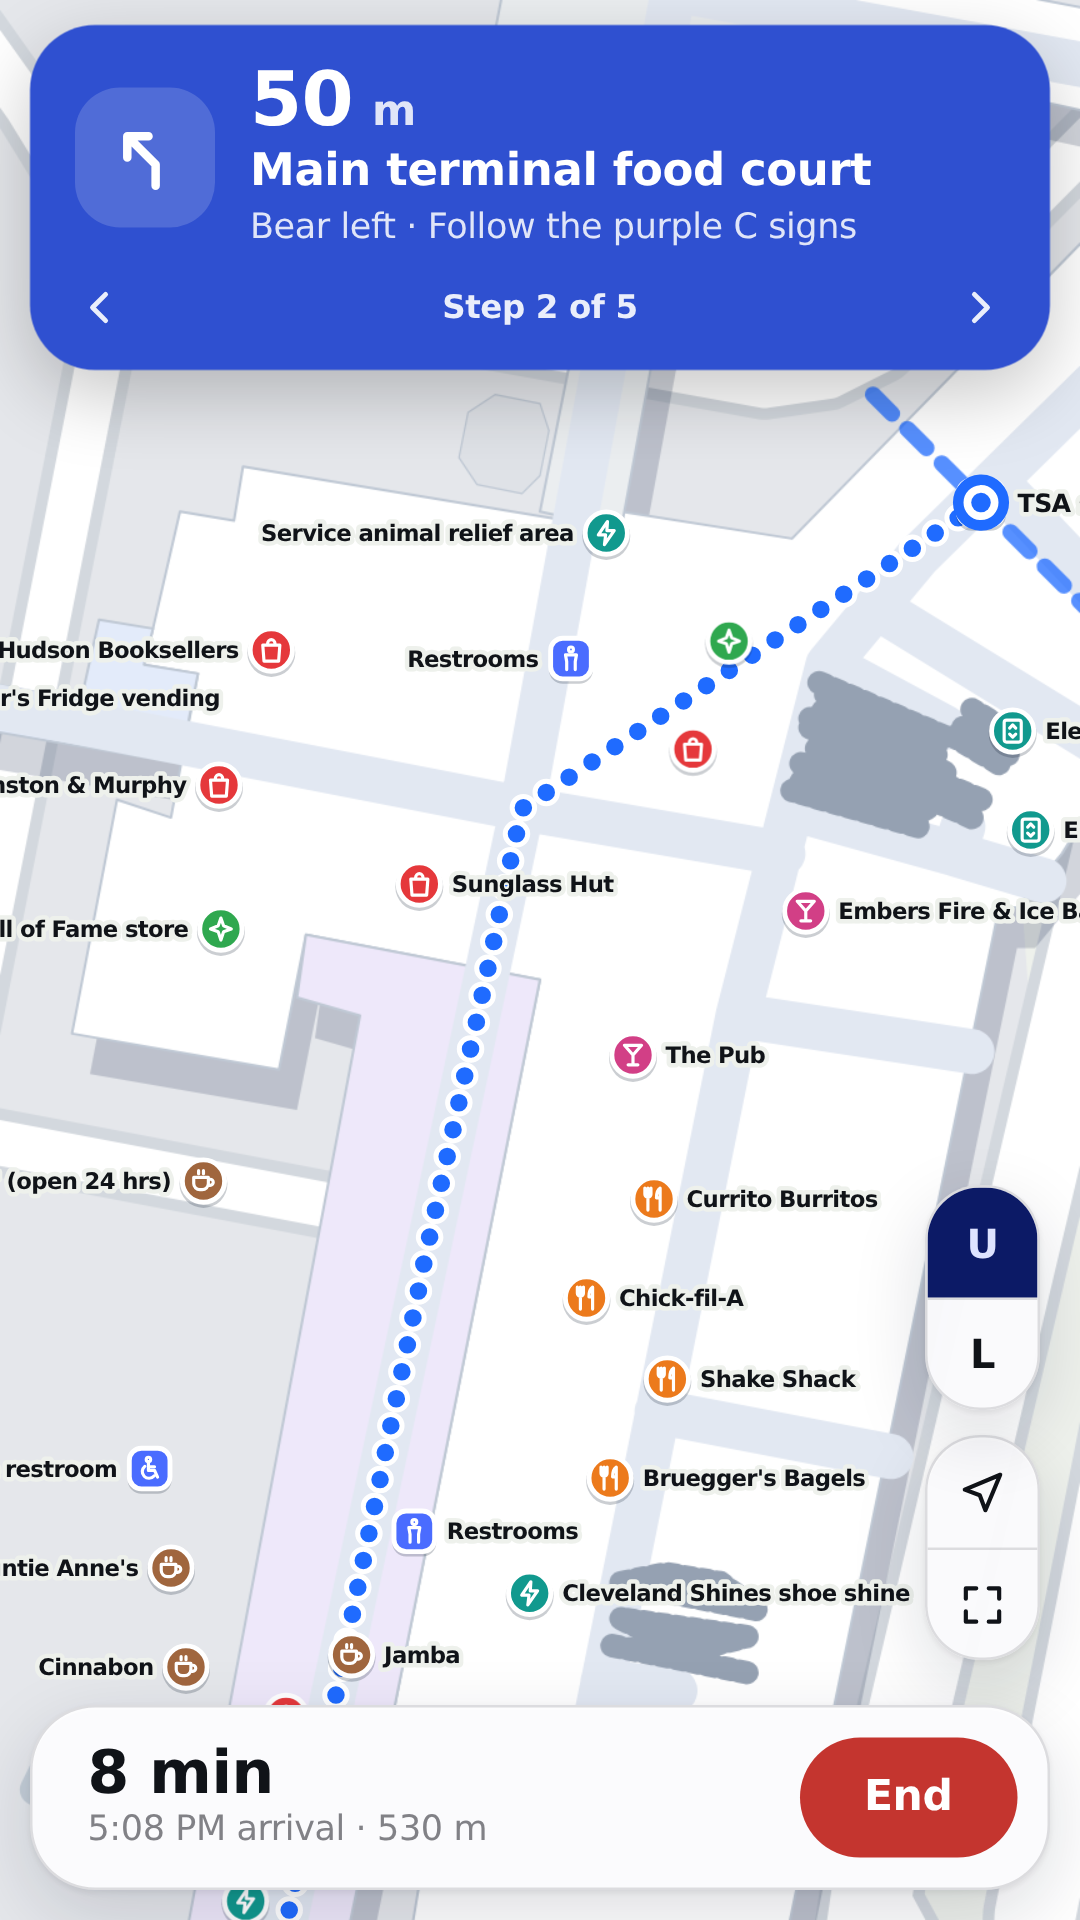 50 m
Main terminal food court
Bear left · Follow the purple C signs
Step 2 of 5
TSA
Service animal relief area
Hudson Booksellers
Restrooms
r's Fridge vending
Ele
nston & Murphy
E
Sunglass Hut
Embers Fire & Ice Ba
ll of Fame store
The Pub
(open 24 hrs)
Currito Burritos
U
Chick-fil-A
L
Shake Shack
restroom
Bruegger's Bagels
Restrooms
ntie Anne's
Cleveland Shines shoe shine
Cinnabon
Jamba
8 min
End
5:08 PM arrival · 530 m